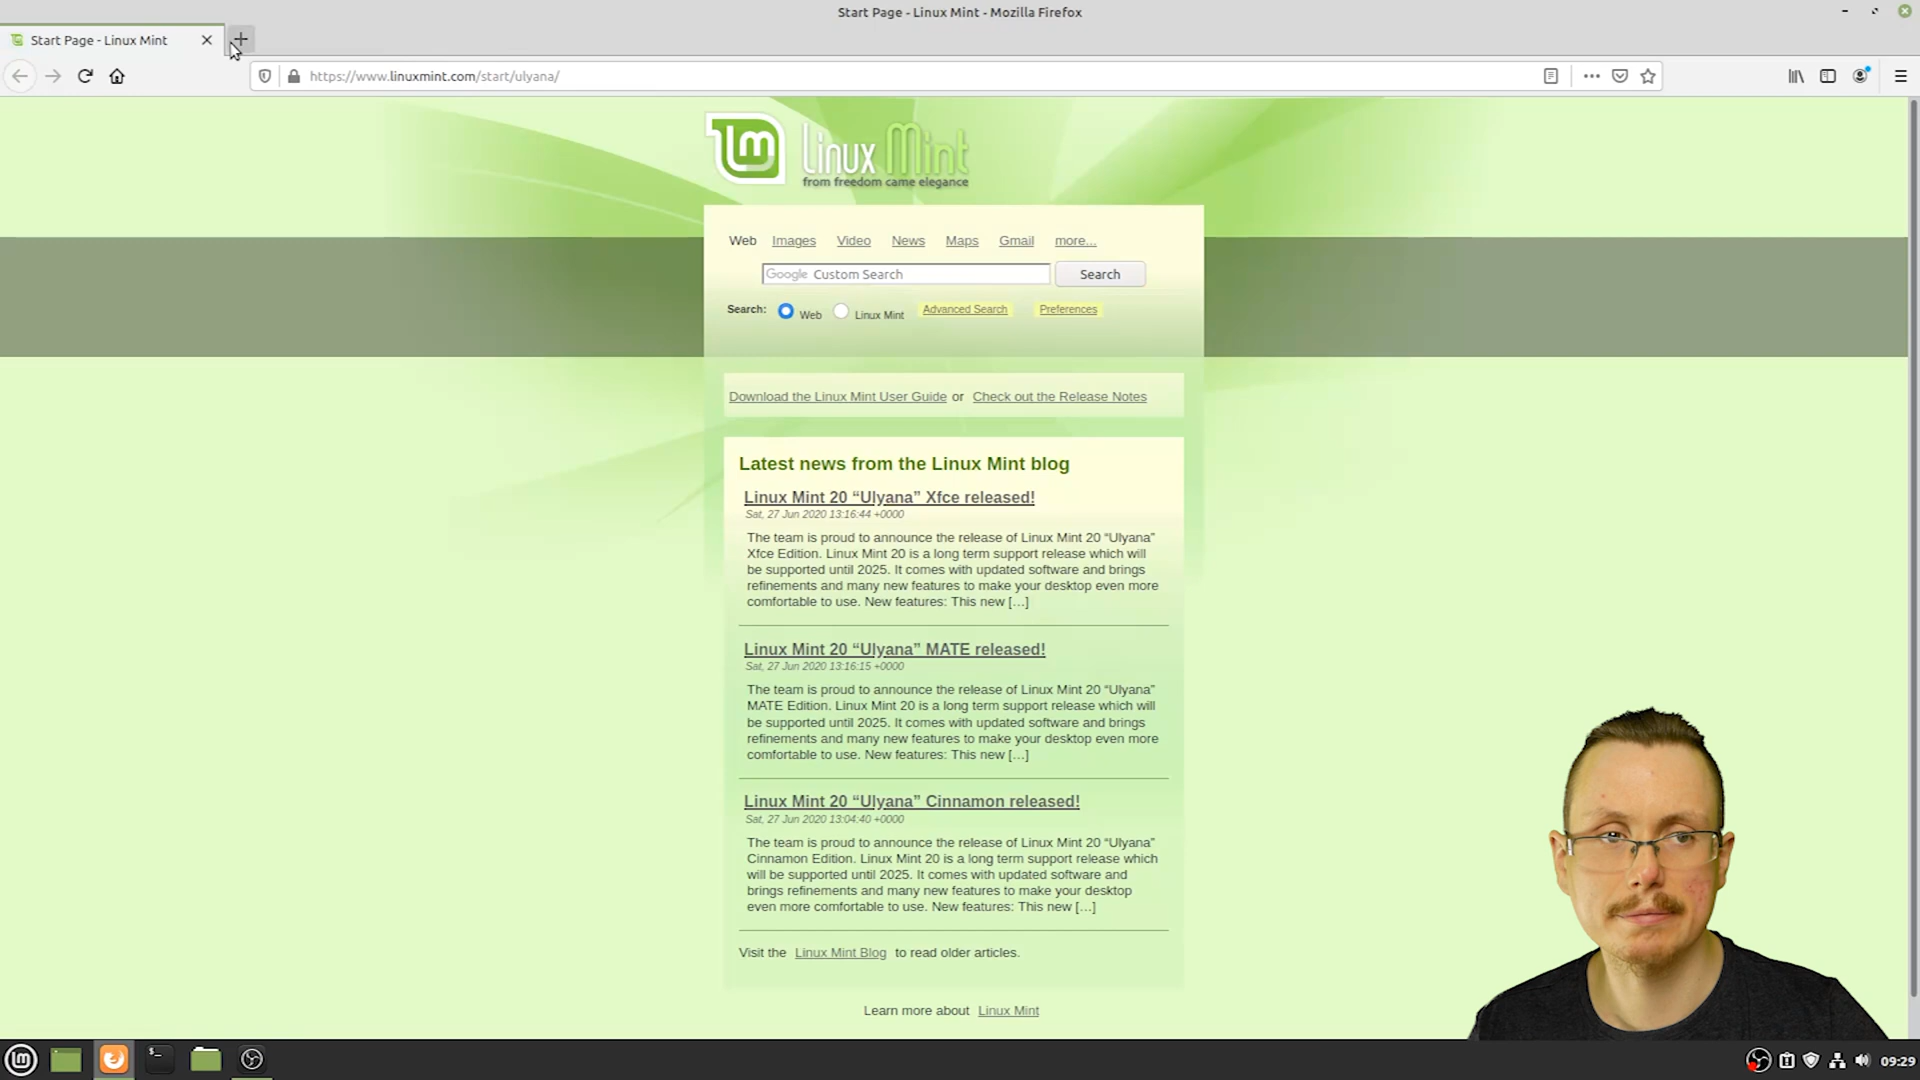 Start Page - Linux Mint - Mozilla Firefox
Start Page - Linux Mint
https://www.linuxmint.com/start/ulyana/
lm Linux Mint
from freedom came elegance
Web Images Video News Maps Gmail more...
Google Custom Search Search
Search: Web Linux Mint Advanced Search Preferences
Download the Linux Mint User Guide or Check out the Release Notes
Latest news from the Linux Mint blog
Linux Mint 20 “Ulyana” Xfce released!
Sat, 27 Jun 2020 13:16:44 +0000
The team is proud to announce the release of Linux Mint 20 “Ulyana”
Xfce Edition. Linux Mint 20 is a long term support release which will
be supported until 2025. It comes with updated software and brings
refinements and many new features to make your desktop even more
comfortable to use. New features: This new […]
Linux Mint 20 “Ulyana” MATE released!
Sat, 27 Jun 2020 13:16:15 +0000
The team is proud to announce the release of Linux Mint 20 “Ulyana”
MATE Edition. Linux Mint 20 is a long term support release which will
be supported until 2025. It comes with updated software and brings
refinements and many new features to make your desktop even more
comfortable to use. New features: This new […]
Linux Mint 20 “Ulyana” Cinnamon released!
Sat, 27 Jun 2020 13:04:40 +0000
The team is proud to announce the release of Linux Mint 20 “Ulyana”
Cinnamon Edition. Linux Mint 20 is a long term support release which
will be supported until 2025. It comes with updated software and
brings refinements and many new features to make your desktop
even more comfortable to use. New features: This new […]
Visit the Linux Mint Blog to read older articles.
Learn more about Linux Mint
09:29